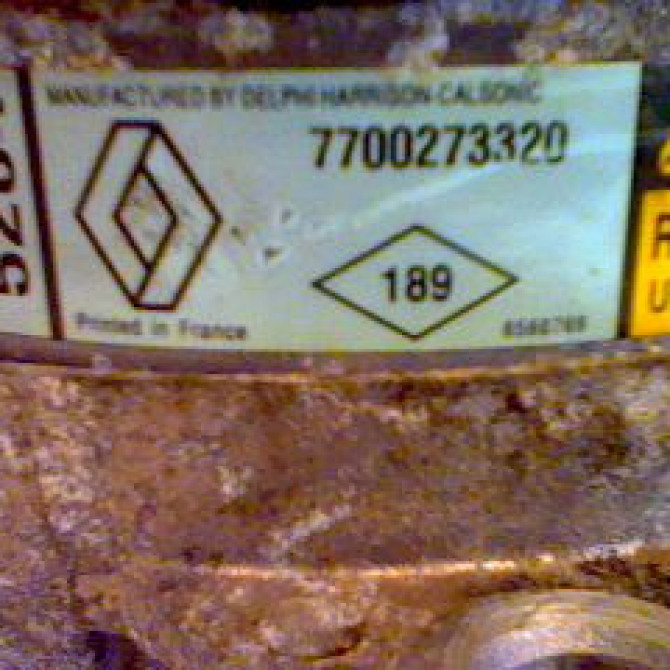 MANUFACTURED BY DELPHI HARRISON CALSONIC
7700273320
189
Printed in France